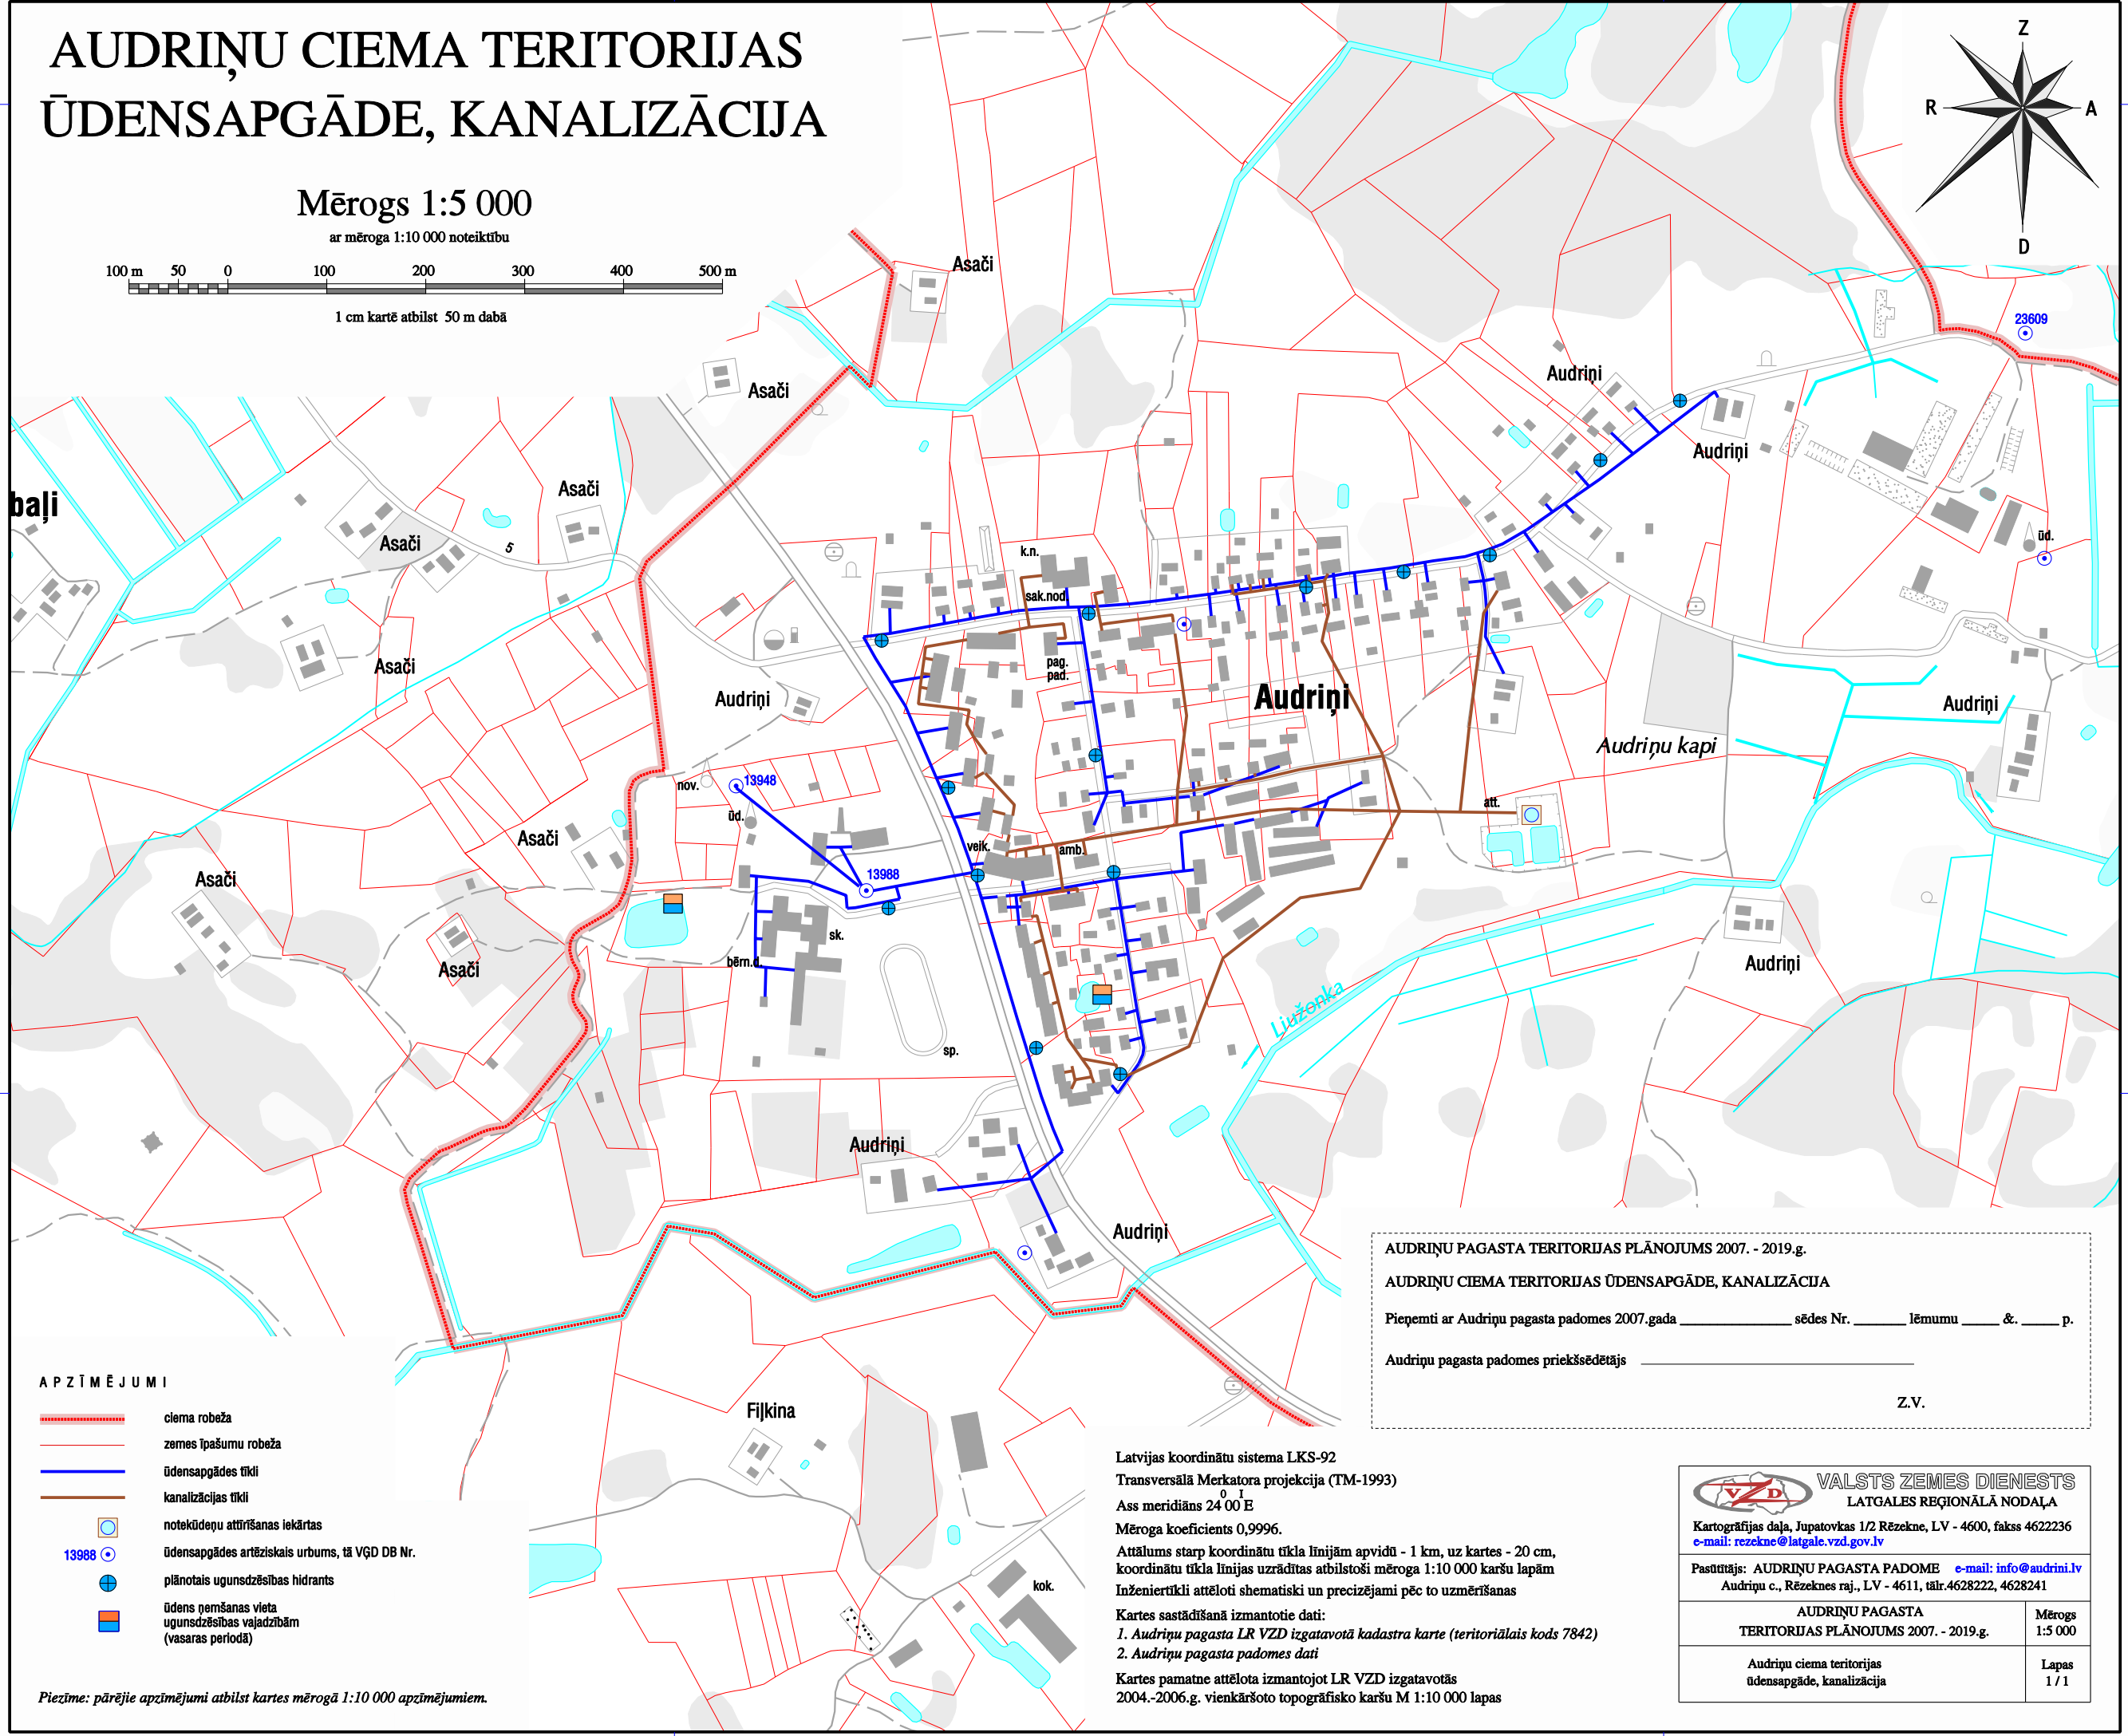 AUDRIŅU CIEMA TERITORIJAS
ŪDENSAPGĀDE, KANALIZĀCIJA
Mērogs 1:5 000
ar mēroga 1:10 000 noteiktību
100 m 50 0 100 200 300 400 500 m
1 cm kartē atbilst 50 m dabā
Z
R A
D
Asači
23609
Audriņi
Asači
Audriņi
Asači
baļi
Asači
5
k.n.
ūd.
sak.nod
pag.
pad.
Asači
Audriņi
Audriņi
Audriņi
Audriņu kapi
nov.
13948
att.
ūd.
Asači
veik.
amb.
13988
Asači
sk.
Asači
bērn.d.
Audriņi
Liužonka
sp.
Audriņi
Audriņi
AUDRIŅU PAGASTA TERITORIJAS PLĀNOJUMS 2007. - 2019.g.
AUDRIŅU CIEMA TERITORIJAS ŪDENSAPGĀDE, KANALIZĀCIJA
Pieņemti ar Audriņu pagasta padomes 2007.gada ________________ sēdes Nr. _______ lēmumu _____ &. _____ p.
Audriņu pagasta padomes priekšsēdētājs ________________
Z.V.
APZĪMĒJUMI
ciema robeža
zemes īpašumu robeža
ūdensapgādes tīkli
kanalizācijas tīkli
notekūdeņu attīrīšanas iekārtas
13988 ūdensapgādes artēziskais urbums, tā VĢD DB Nr.
plānotais ugunsdzēsības hidrants
ūdens ņemšanas vieta
ugunsdzēsības vajadzībām
(vasaras periodā)
Piezīme: pārējie apzīmējumi atbilst kartes mērogā 1:10 000 apzīmējumiem.
Fiļkina
kok.
Latvijas koordinātu sistema LKS-92
Transversālā Merkatora projekcija (TM-1993)
0 I
Ass meridiāns 24 00 E
Mēroga koeficients 0,9996.
Attālums starp koordinātu tīkla līnijām apvidū - 1 km, uz kartes - 20 cm,
koordinātu tīkla līnijas uzrādītas atbilstoši mēroga 1:10 000 karšu lapām
Inženiertīkli attēloti shematiski un precizējami pēc to uzmērīšanas
Kartes sastādīšanā izmantotie dati:
1. Audriņu pagasta LR VZD izgatavotā kadastra karte (teritoriālais kods 7842)
2. Audriņu pagasta padomes dati
Kartes pamatne attēlota izmantojot LR VZD izgatavotās
2004.-2006.g. vienkāršoto topogrāfisko karšu M 1:10 000 lapas
VZD
VALSTS ZEMES DIENESTS
LATGALES REĢIONĀLĀ NODAĻA
Kartogrāfijas daļa, Jupatovkas 1/2 Rēzekne, LV - 4600, fakss 4622236
e-mail: rezekne@latgale.vzd.gov.lv
Pasūtītājs: AUDRIŅU PAGASTA PADOME e-mail: info@audrini.lv
Audriņu c., Rēzeknes raj., LV - 4611, tālr.4628222, 4628241
AUDRIŅU PAGASTA
TERITORIJAS PLĀNOJUMS 2007. - 2019.g.
Mērogs
1:5 000
Audriņu ciema teritorijas
ūdensapgāde, kanalizācija
Lapas
1 / 1